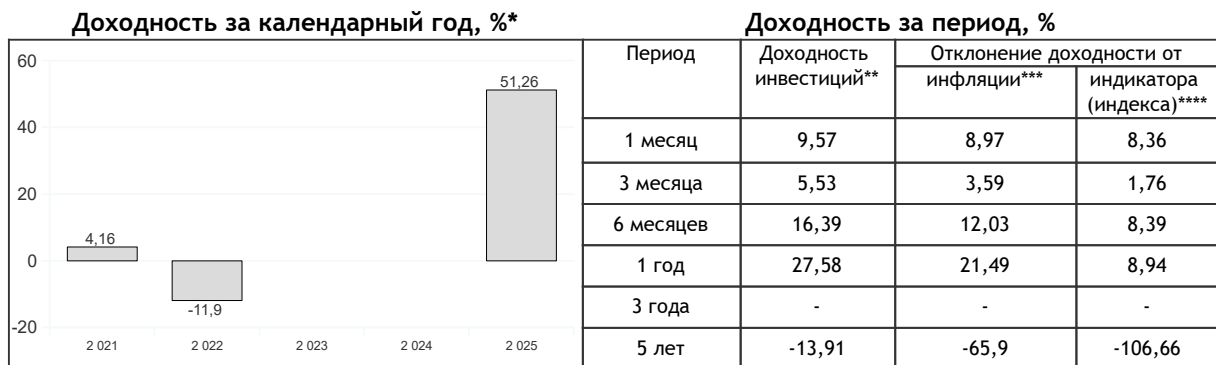 Доходность за календарный год, %*
60
40
20
0
-20
4,16
-11,9
51,26
2 021
2 022
2 023
2 024
2 025
Доходность за период, %
Период
Доходность
инвестиций**
Отклонение доходности от
инфляции***
индикатора
(индекса)****
1 месяц 9,57 8,97 8,36
3 месяца 5,53 3,59 1,76
6 месяцев 16,39 12,03 8,39
1 год 27,58 21,49 8,94
3 года - - -
5 лет -13,91 -65,9 -106,66